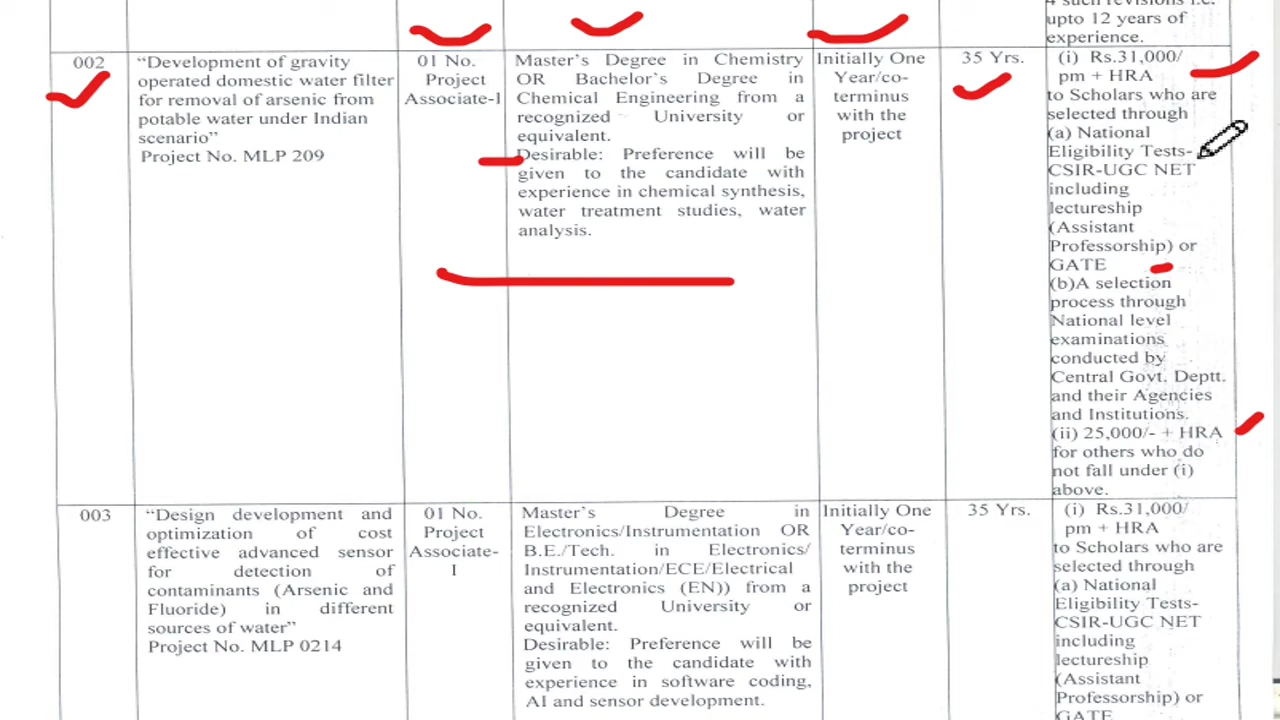 4 such revisions i.e.
upto 12 years of
experience.
002
"Development of gravity
operated domestic water filter
for removal of arsenic from
potable water under Indian
scenario"
Project No. MLP 209
01 No.
Project
Associate-I
Master's Degree in Chemistry
OR Bachelor's Degree in
Chemical Engineering from a
recognized University or
equivalent.
Desirable: Preference will be
given to the candidate with
experience in chemical synthesis,
water treatment studies, water
analysis.
Initially One
Year/co-
terminus
with the
project
35 Yrs.
(i) Rs.31,000/
pm + HRA
to Scholars who are
selected through
(a) National
Eligibility Tests-
CSIR-UGC NET
including
lectureship
(Assistant
Professorship) or
GATE
(b)A selection
process through
National level
examinations
conducted by
Central Govt. Deptt.
and their Agencies
and Institutions.
(ii) 25,000/- + HRA
for others who do
not fall under (i)
above.
003
"Design development and
optimization of cost
effective advanced sensor
for detection of
contaminants (Arsenic and
Fluoride) in different
sources of water"
Project No. MLP 0214
01 No.
Project
Associate-
I
Master's Degree in
Electronics/Instrumentation OR
B.E./Tech. in Electronics/
Instrumentation/ECE/Electrical
and Electronics (EN)) from a
recognized University or
equivalent.
Desirable: Preference will be
given to the candidate with
experience in software coding,
AI and sensor development.
Initially One
Year/co-
terminus
with the
project
35 Yrs.
(i) Rs.31,000/
pm + HRA
to Scholars who are
selected through
(a) National
Eligibility Tests-
CSIR-UGC NET
including
lectureship
(Assistant
Professorship) or
GATE